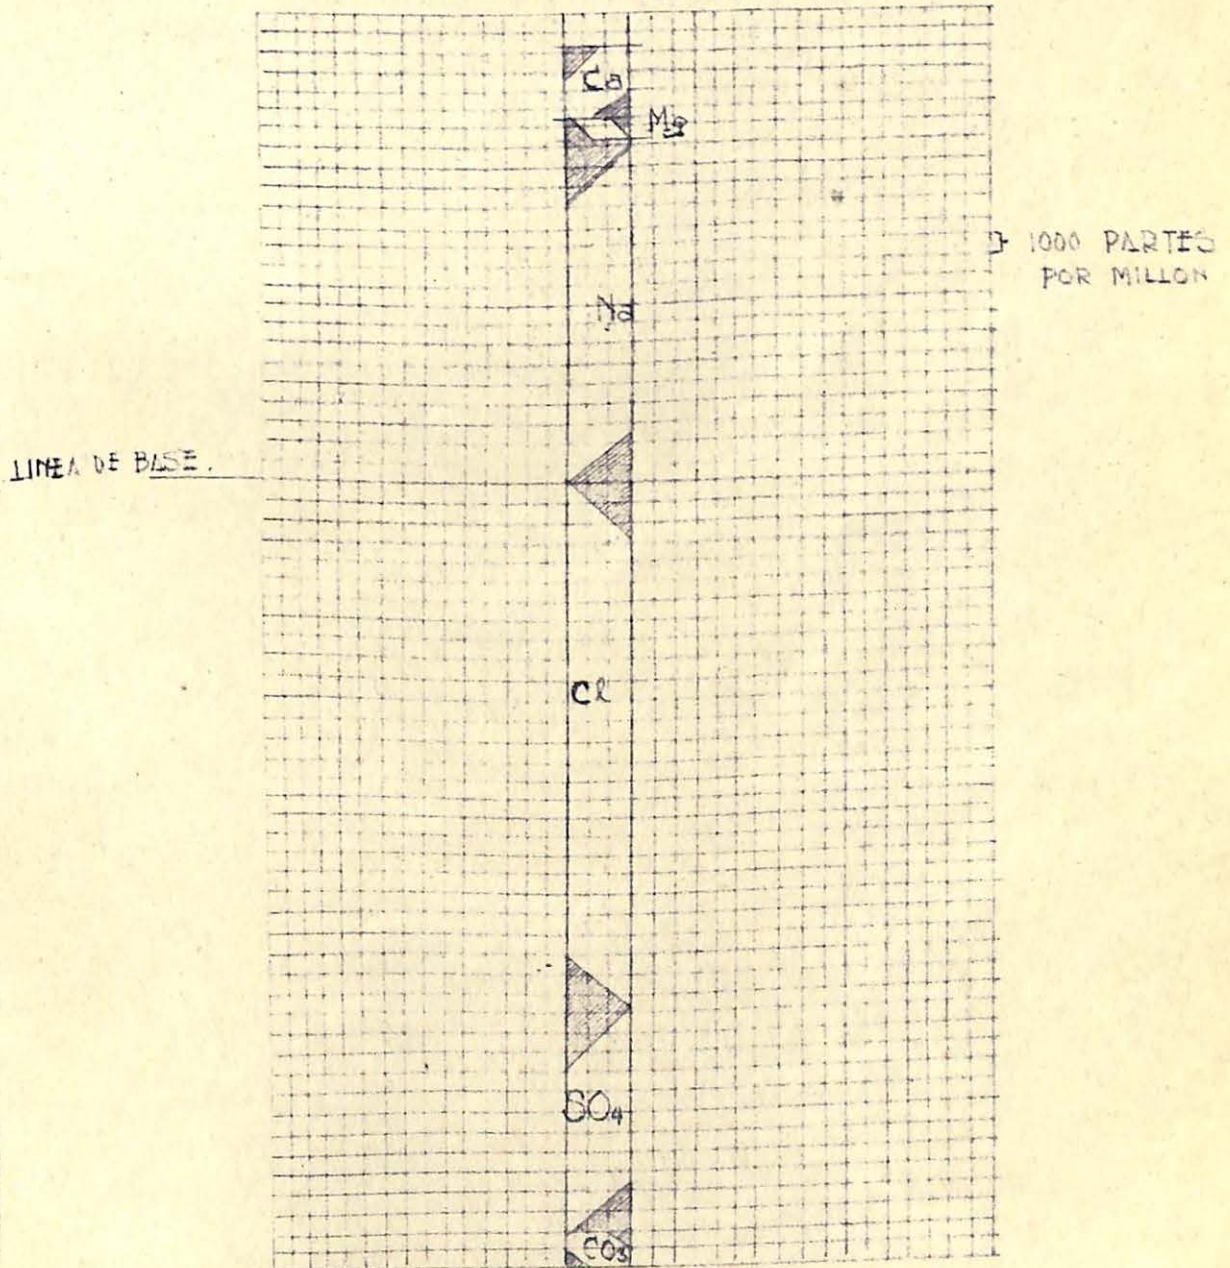 Ca
Mg
1000 PARTES
POR MILLON
Na
LINEA DE BASE.
Cl
SO₄
CO₃